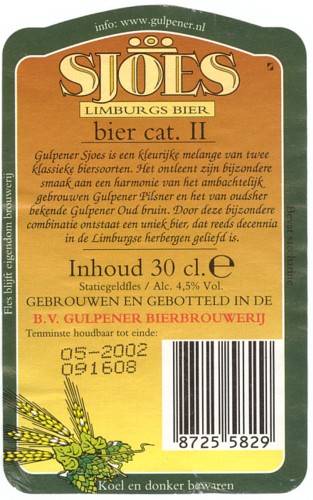 info: www.gulpener.nl
SJÖES
LIMBURGS BIER
bier cat. II
Gulpener Sjoes is een kleurijke melange van twee
klassieke biersoorten. Het ontleent zijn bijzondere
smaak aan een harmonie van het ambachtelijk
gebrouwen Gulpener Pilsner en het van oudsher
bekende Gulpener Oud bruin. Door deze bijzondere
combinatie ontstaat een uniek bier, dat reeds decennia
in de Limburgse herbergen geliefd is.
Fles blijft eigendom brouwerij
Inhoud 30 cl. e
Statiegeldfles / Alc. 4,5% Vol.
GEBROUWEN EN GEBOTTELD IN DE
B.V. GULPENER BIERBROUWERIJ
Tenminste houdbaar tot einde:
05-2002
091608
8725 5829
Koel en donker bewaren